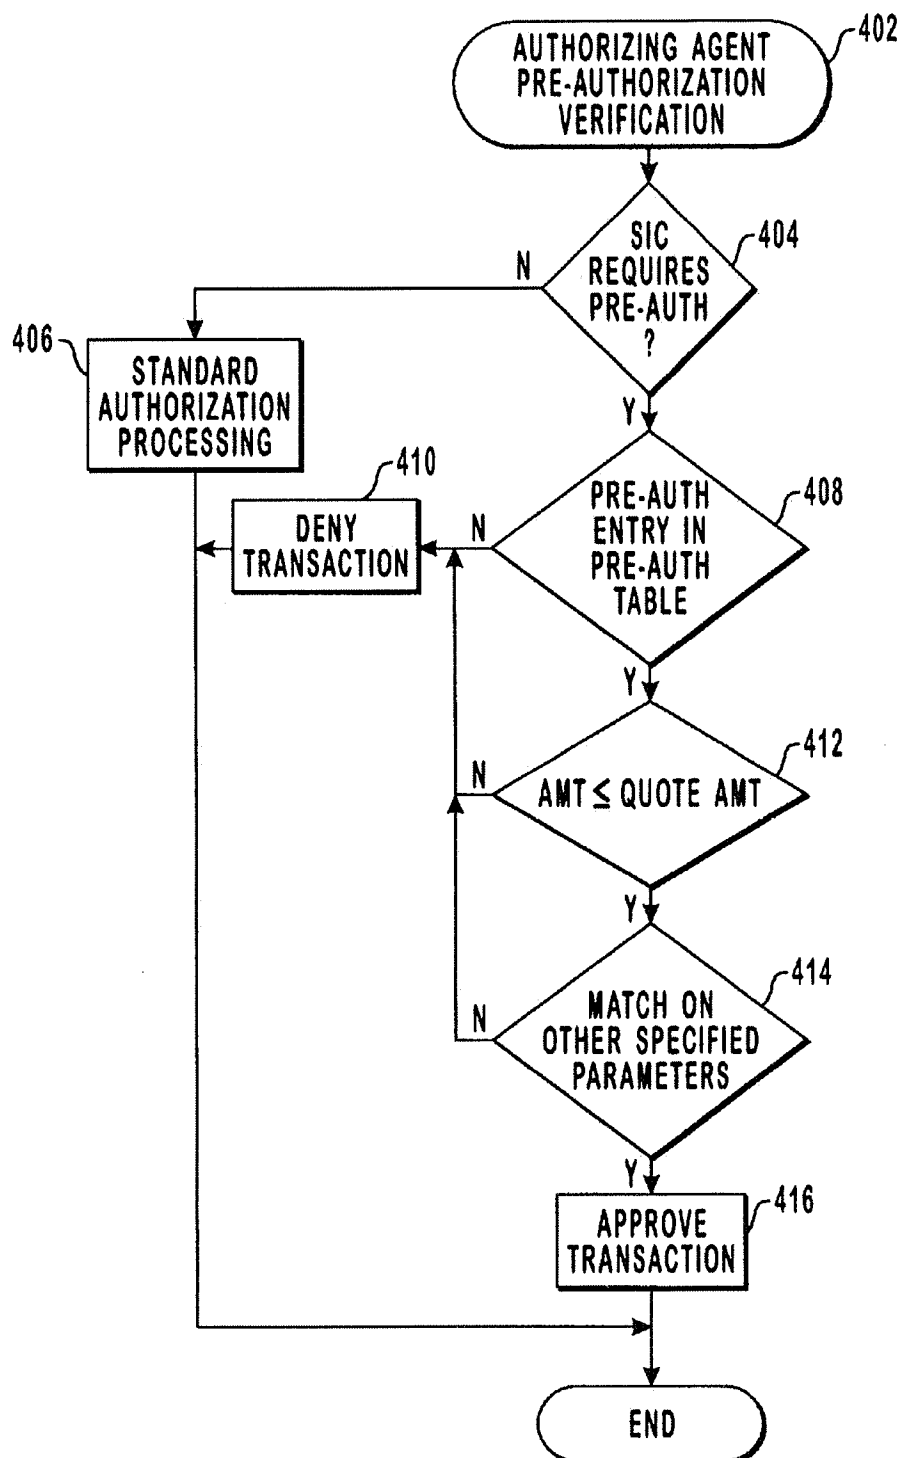 AUTHORIZING AGENT
PRE-AUTHORIZATION
VERIFICATION
402
SIC
REQUIRES
PRE-AUTH
?
404
N
406
STANDARD
AUTHORIZATION
PROCESSING
Y
410
DENY
TRANSACTION
N
PRE-AUTH
ENTRY IN
PRE-AUTH
TABLE
408
Y
N
AMT ≤ QUOTE AMT
412
Y
N
MATCH ON
OTHER SPECIFIED
PARAMETERS
414
Y
APPROVE
TRANSACTION
416
END